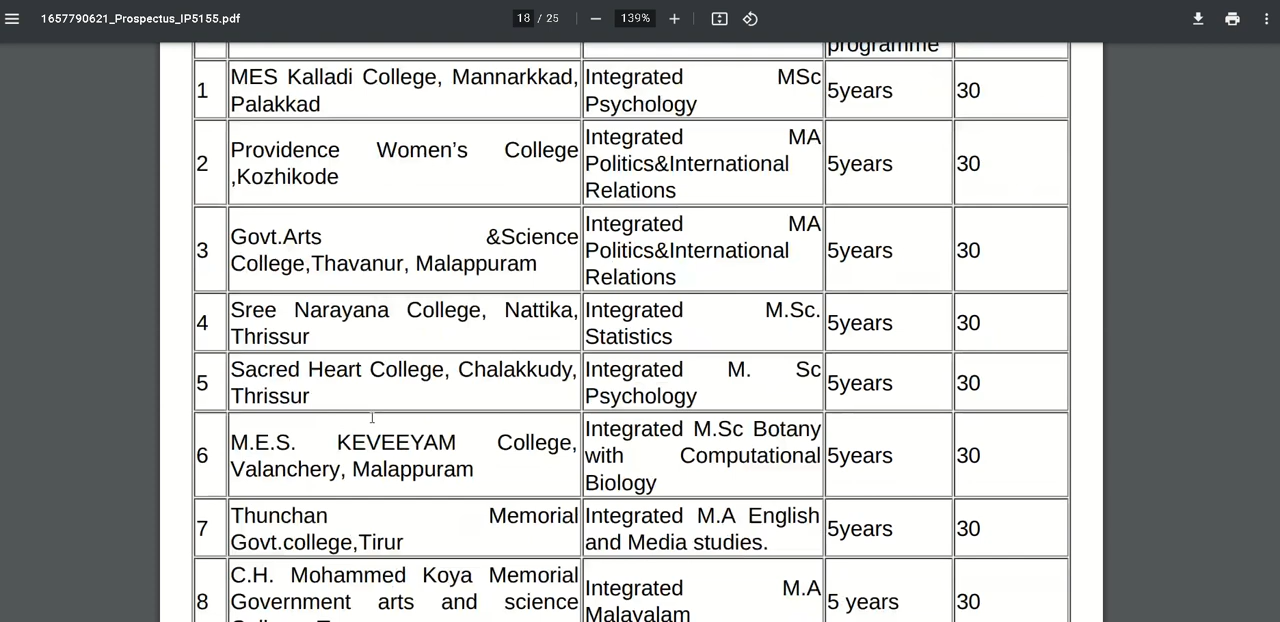 1657790621_Prospectus_IP5155.pdf 18 / 25 139%
programme
1 MES Kalladi College, Mannarkkad, Integrated MSc 5years 30
Palakkad Psychology
2 Providence Women’s College Integrated MA 5years 30
,Kozhikode Politics&International
Relations
3 Govt.Arts &Science Integrated MA 5years 30
College,Thavanur, Malappuram Politics&International
Relations
4 Sree Narayana College, Nattika, Integrated M.Sc. 5years 30
Thrissur Statistics
5 Sacred Heart College, Chalakkudy, Integrated M. Sc 5years 30
Thrissur Psychology
6 M.E.S. KEVEEYAM College, Integrated M.Sc Botany 5years 30
Valanchery, Malappuram with Computational
Biology
7 Thunchan Memorial Integrated M.A English 5years 30
Govt.college,Tirur and Media studies.
8 C.H. Mohammed Koya Memorial Integrated M.A 5 years 30
Government arts and science Malayalam